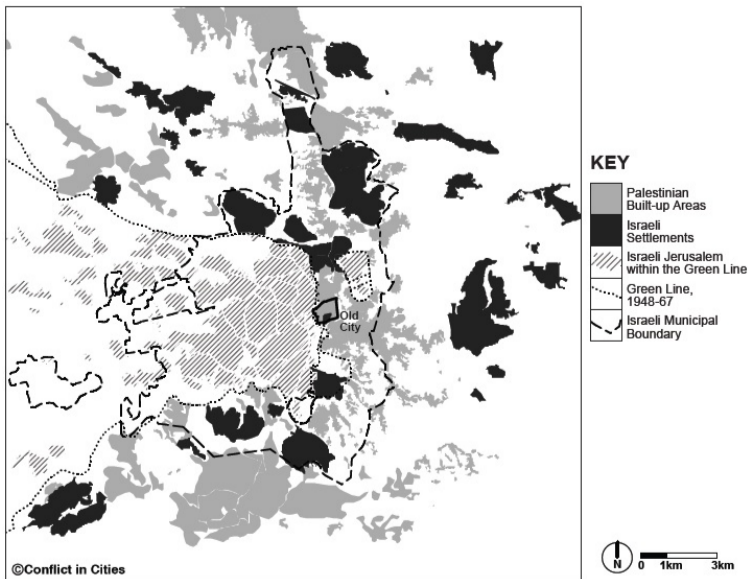 KEY
Palestinian
Built-up Areas
Israeli
Settlements
Israeli Jerusalem
within the Green Line
Green Line,
1948-67
Israeli Municipal
Boundary
Old
City
©Conflict in Cities
N
0 1km 3km